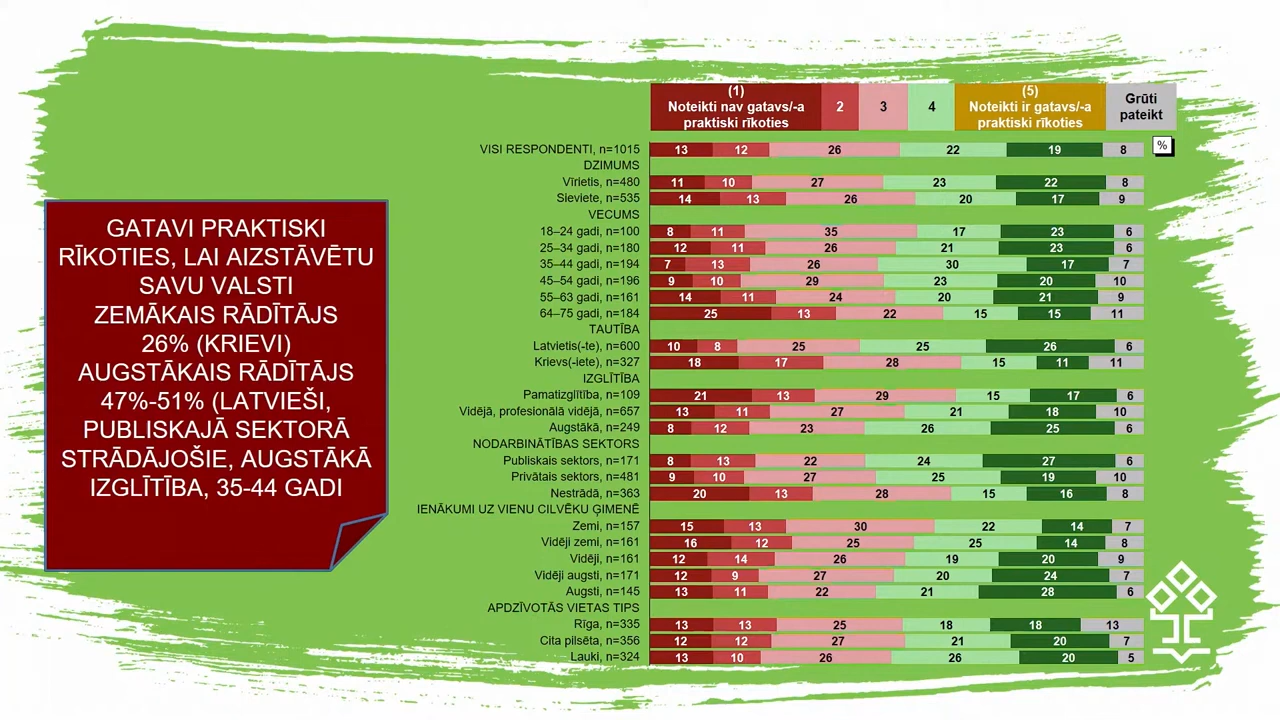 GATAVI PRAKTISKI
RĪKOTIES, LAI AIZSTĀVĒTU
SAVU VALSTI
ZEMĀKAIS RĀDĪTĀJS
26% (KRIEVI)
AUGSTĀKAIS RĀDĪTĀJS
47%-51% (LATVIEŠI,
PUBLISKAJĀ SEKTORĀ
STRĀDĀJOŠIE, AUGSTĀKĀ
IZGLĪTĪBA, 35-44 GADI
(1) Noteikti nav gatavs/-a praktiski rīkoties 2 3 4 (5) Noteikti ir gatavs/-a praktiski rīkoties Grūti pateikt
%
VISI RESPONDENTI, n=1015 13 12 26 22 19 8
DZIMUMS
Vīrietis, n=480 11 10 27 23 22 8
Sieviete, n=535 14 13 26 20 17 9
VECUMS
18–24 gadi, n=100 8 11 35 17 23 6
25–34 gadi, n=180 12 11 26 21 23 6
35–44 gadi, n=194 7 13 26 30 17 7
45–54 gadi, n=196 9 10 29 23 20 10
55–63 gadi, n=161 14 11 24 20 21 9
64–75 gadi, n=184 25 13 22 15 15 11
TAUTĪBA
Latvietis(-te), n=600 10 8 25 25 26 6
Krievs(-iete), n=327 18 17 28 15 11 11
IZGLĪTĪBA
Pamatizglītība, n=109 21 13 29 15 17 6
Vidējā, profesionālā vidējā, n=657 13 11 27 21 18 10
Augstākā, n=249 8 12 23 26 25 6
NODARBINĀTĪBAS SEKTORS
Publiskais sektors, n=171 8 13 22 24 27 6
Privātais sektors, n=481 9 10 27 25 19 10
Nestrādā, n=363 20 13 28 15 16 8
IENĀKUMI UZ VIENU CILVĒKU ĢIMENĒ
Zemi, n=157 15 13 30 22 14 7
Vidēji zemi, n=161 16 12 25 25 14 8
Vidēji, n=161 12 14 26 19 20 9
Vidēji augsti, n=171 12 9 27 20 24 7
Augsti, n=145 13 11 22 21 28 6
APDZĪVOTĀS VIETAS TIPS
Rīga, n=335 13 13 25 18 18 13
Cita pilsēta, n=356 12 12 27 21 20 7
Lauki, n=324 13 10 26 26 20 5